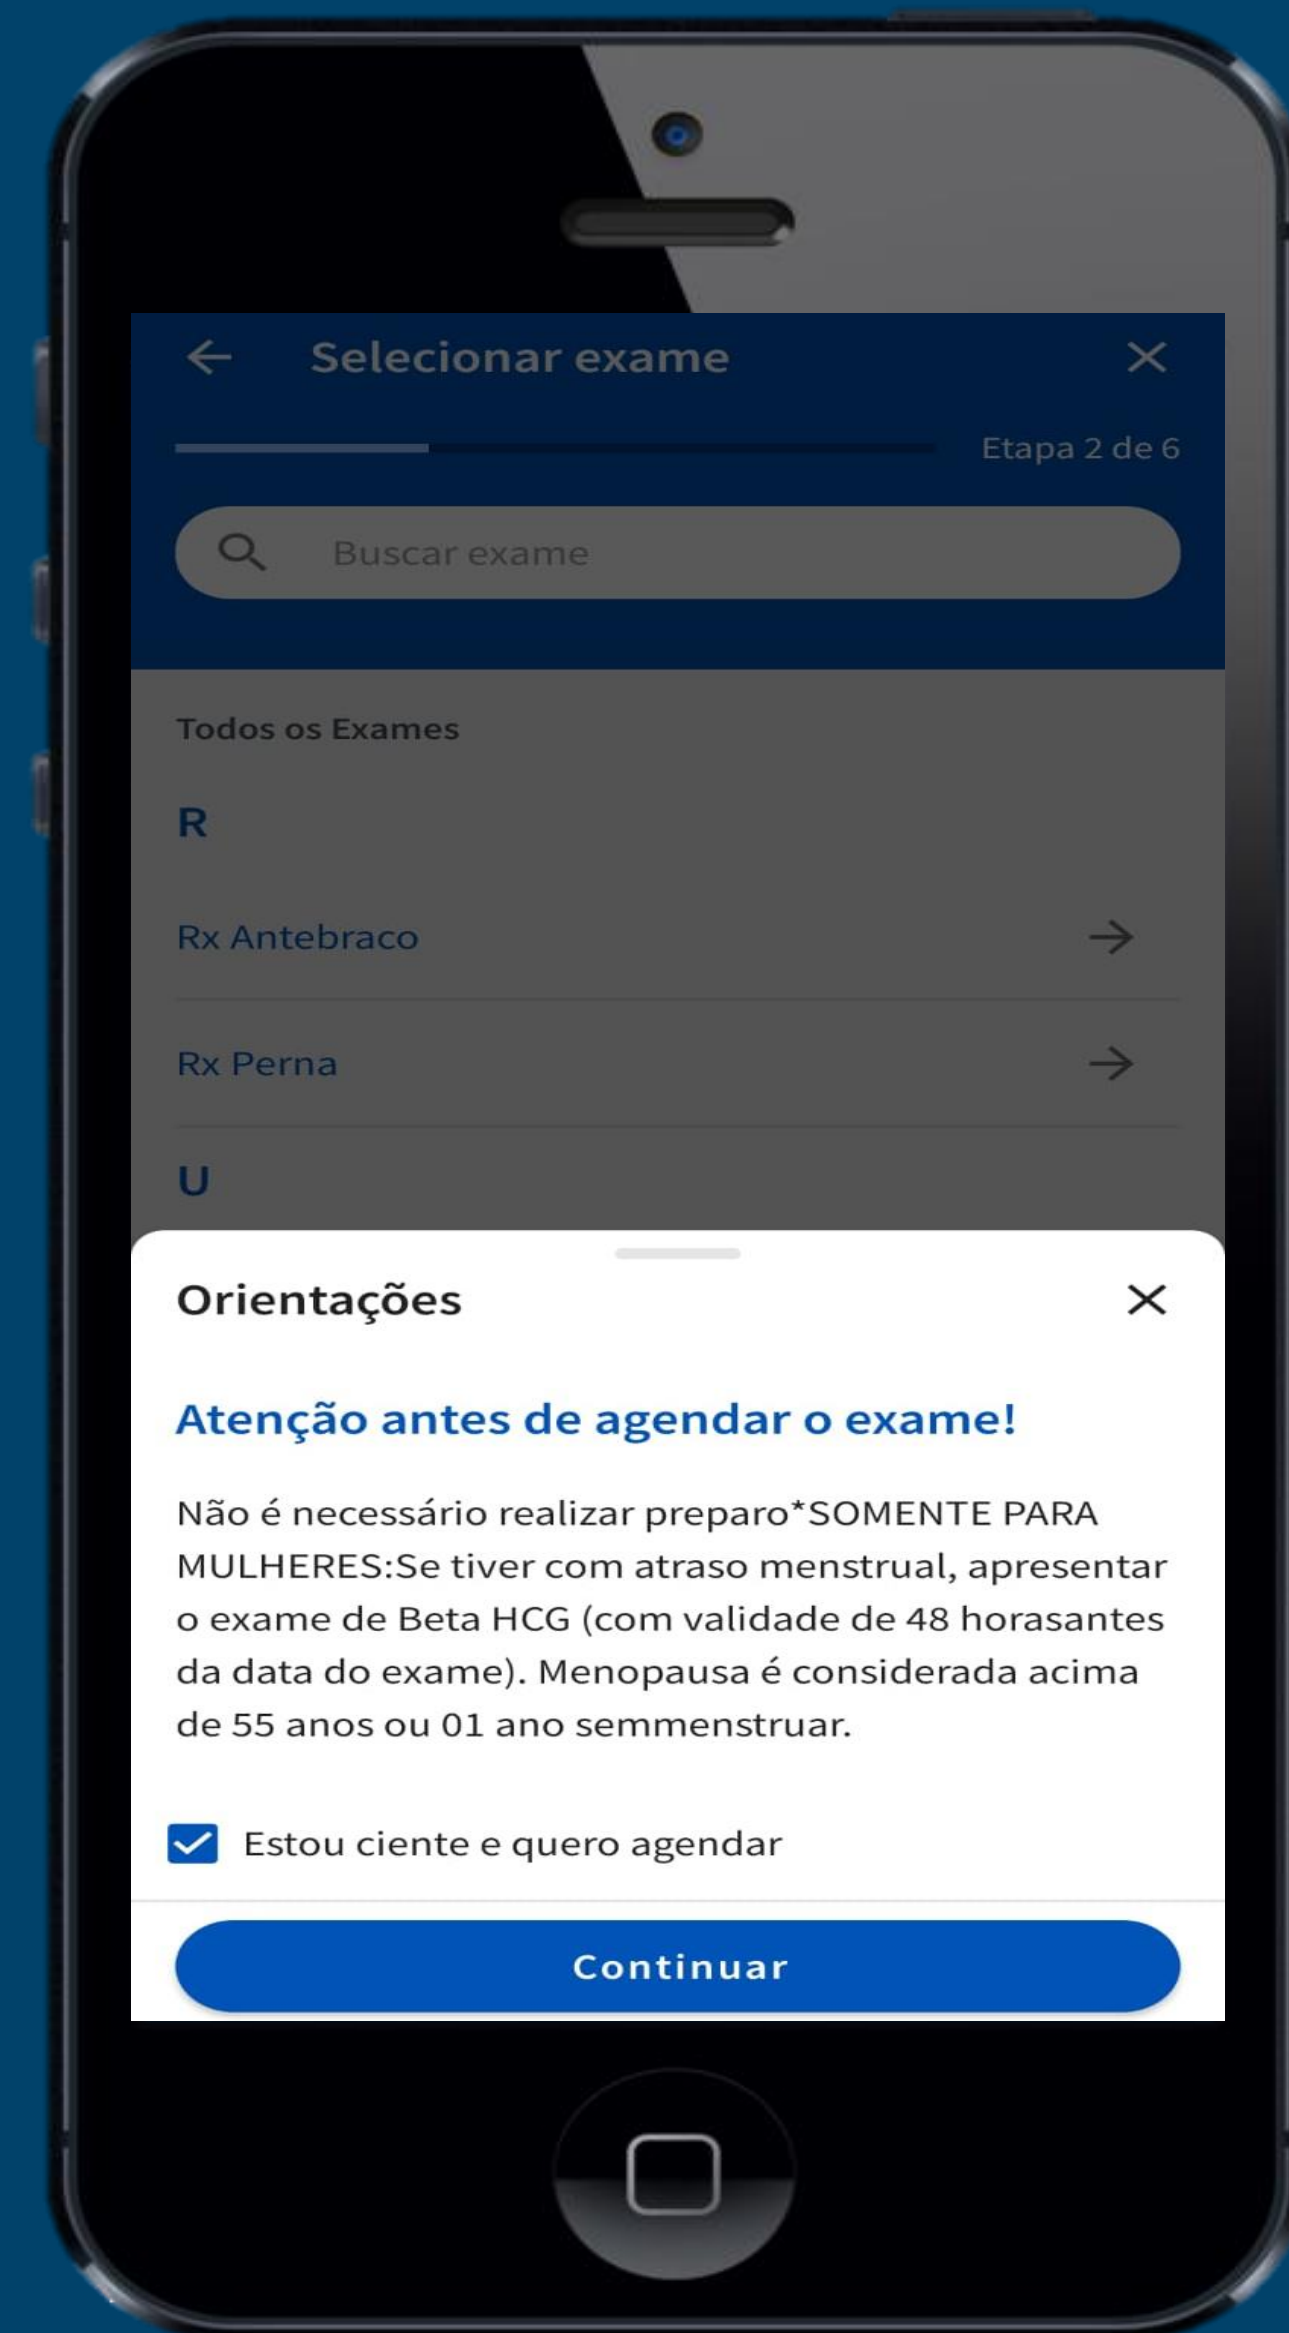 Selecionar exame
Etapa 2 de 6
Buscar exame
Todos os Exames
R
Rx Antebraco
Rx Perna
U
Orientações
Atenção antes de agendar o exame!
Não é necessário realizar preparo*SOMENTE PARA
MULHERES:Se tiver com atraso menstrual, apresentar
o exame de Beta HCG (com validade de 48 horasantes
da data do exame). Menopausa é considerada acima
de 55 anos ou 01 ano semmenstruar.
Estou ciente e quero agendar
Continuar